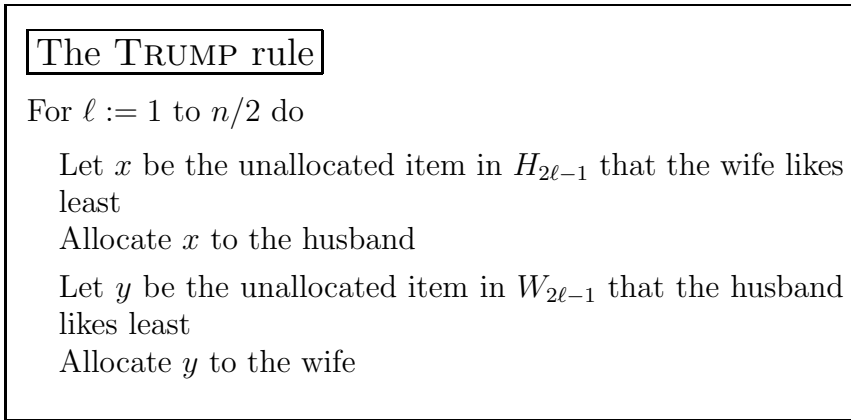 The TRUMP rule
For ℓ := 1 to n/2 do
Let x be the unallocated item in H₂ℓ₋₁ that the wife likes
least
Allocate x to the husband
Let y be the unallocated item in W₂ℓ₋₁ that the husband
likes least
Allocate y to the wife